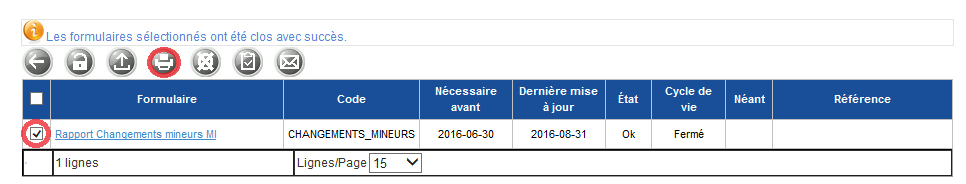 Les formulaires sélectionnés ont été clos avec succès.
Formulaire Code Nécessaire avant Dernière mise à jour État Cycle de vie Néant Référence
Rapport Changements mineurs MI CHANGEMENTS_MINEURS 2016-06-30 2016-08-31 Ok Fermé
1 lignes Lignes/Page 15